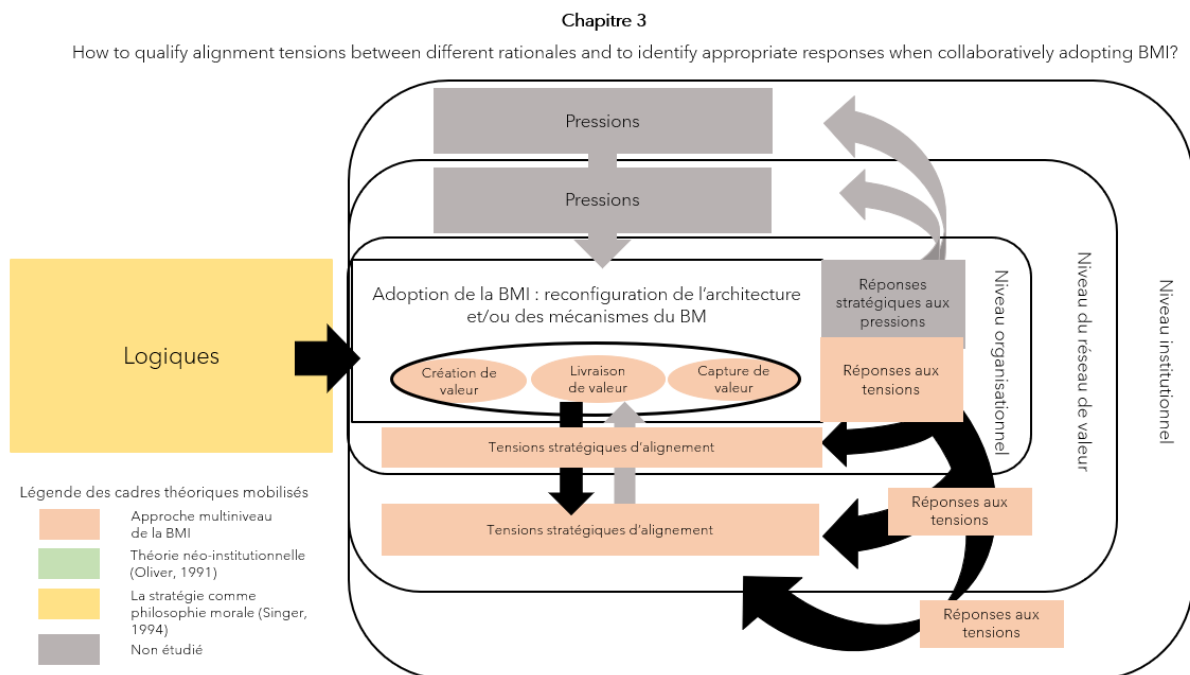 Chapitre 3
How to qualify alignment tensions between different rationales and to identify appropriate responses when collaboratively adopting BMI?
Pressions
Pressions
Logiques
Adoption de la BMI : reconfiguration de l'architecture
et/ou des mécanismes du BM
Création de
valeur
Livraison
de valeur
Capture de
valeur
Réponses
stratégiques aux
pressions
Réponses aux
tensions
Niveau organisationnel
Niveau du réseau de valeur
Niveau institutionnel
Tensions stratégiques d'alignement
Tensions stratégiques d'alignement
Réponses aux
tensions
Réponses aux
tensions
Légende des cadres théoriques mobilisés
Approche multiniveau
de la BMI
Théorie néo-institutionnelle
(Oliver, 1991)
La stratégie comme
philosophie morale (Singer,
1994)
Non étudié